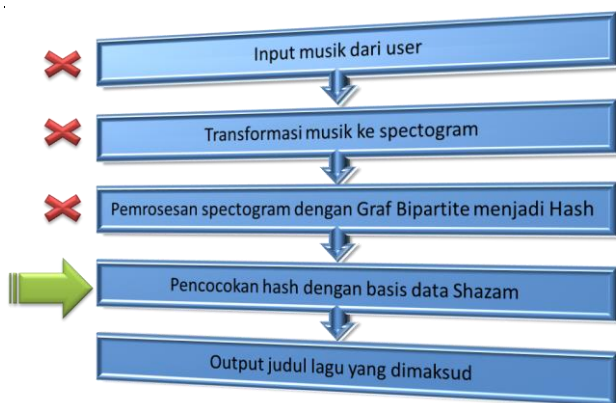 Input musik dari user
Transformasi musik ke spectogram
Pemrosesan spectogram dengan Graf Bipartite menjadi Hash
Pencocokan hash dengan basis data Shazam
Output judul lagu yang dimaksud